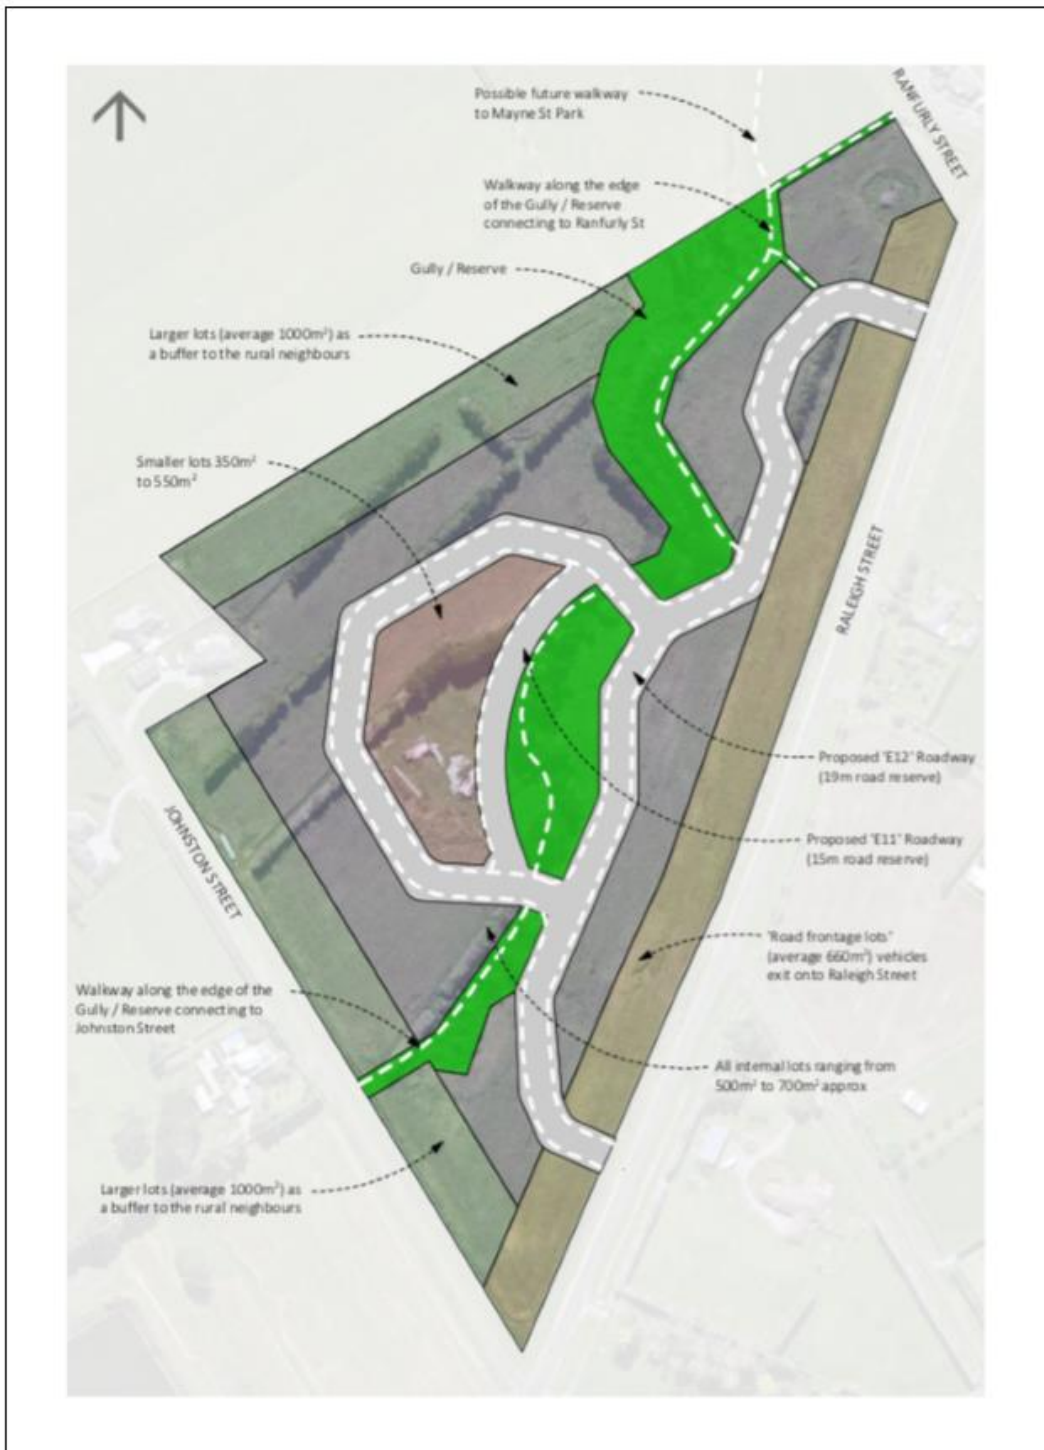 Possible future walkway
to Mayne St Park
RANFURLY STREET
Walkway along the edge
of the Gully / Reserve
connecting to Ranfurly St
Gully / Reserve
Larger lots (average 1000m²) as
a buffer to the rural neighbours
Smaller lots 350m²
to 550m²
RALEIGH STREET
Proposed 'E12' Roadway
(19m road reserve)
JOHNSTON STREET
Proposed 'E11' Roadway
(15m road reserve)
'Road frontage lots'
(average 660m²) vehicles
exit onto Raleigh Street
Walkway along the edge of the
Gully / Reserve connecting to
Johnston Street
All internal lots ranging from
500m² to 700m² approx
Larger lots (average 1000m²) as
a buffer to the rural neighbours